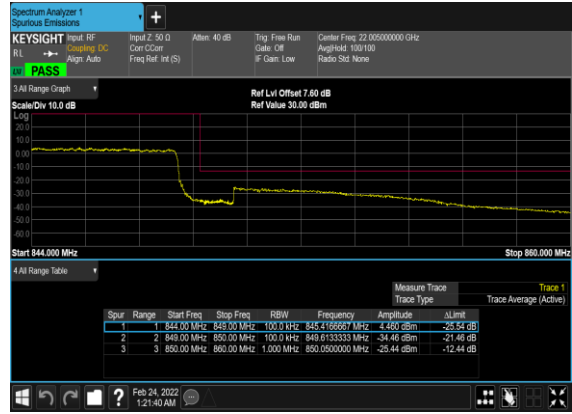 Spectrum Analyzer 1
Spurious Emissions
KEYSIGHT Input: RF Input Z: 50 Ω Atten: 40 dB Trig: Free Run Center Freq: 22.005000000 GHz
RL Coupling: DC Corr CCorr Gate: Off Avg|Hold: 100/100
Align: Auto Freq Ref: Int (S) IF Gain: Low Radio Std: None
PASS
3 All Range Graph
Ref Lvl Offset 7.60 dB
Scale/Div 10.0 dB Ref Value 30.00 dBm
Log
20.0
10.0
0.00
-10.0
-20.0
-30.0
-40.0
-50.0
-60.0
Start 844.000 MHz Stop 860.000 MHz
4 All Range Table
Measure Trace Trace 1
Trace Type Trace Average (Active)
Spur Range Start Freq Stop Freq RBW Frequency Amplitude ΔLimit
1 1 844.00 MHz 849.00 MHz 100.0 kHz 845.4166667 MHz 4.460 dBm -25.54 dB
2 2 849.00 MHz 850.00 MHz 100.0 kHz 849.6133333 MHz -34.46 dBm -21.46 dB
3 3 850.00 MHz 860.00 MHz 1.000 MHz 850.0500000 MHz -25.44 dBm -12.44 dB
? Feb 24, 2022
1:21:40 AM